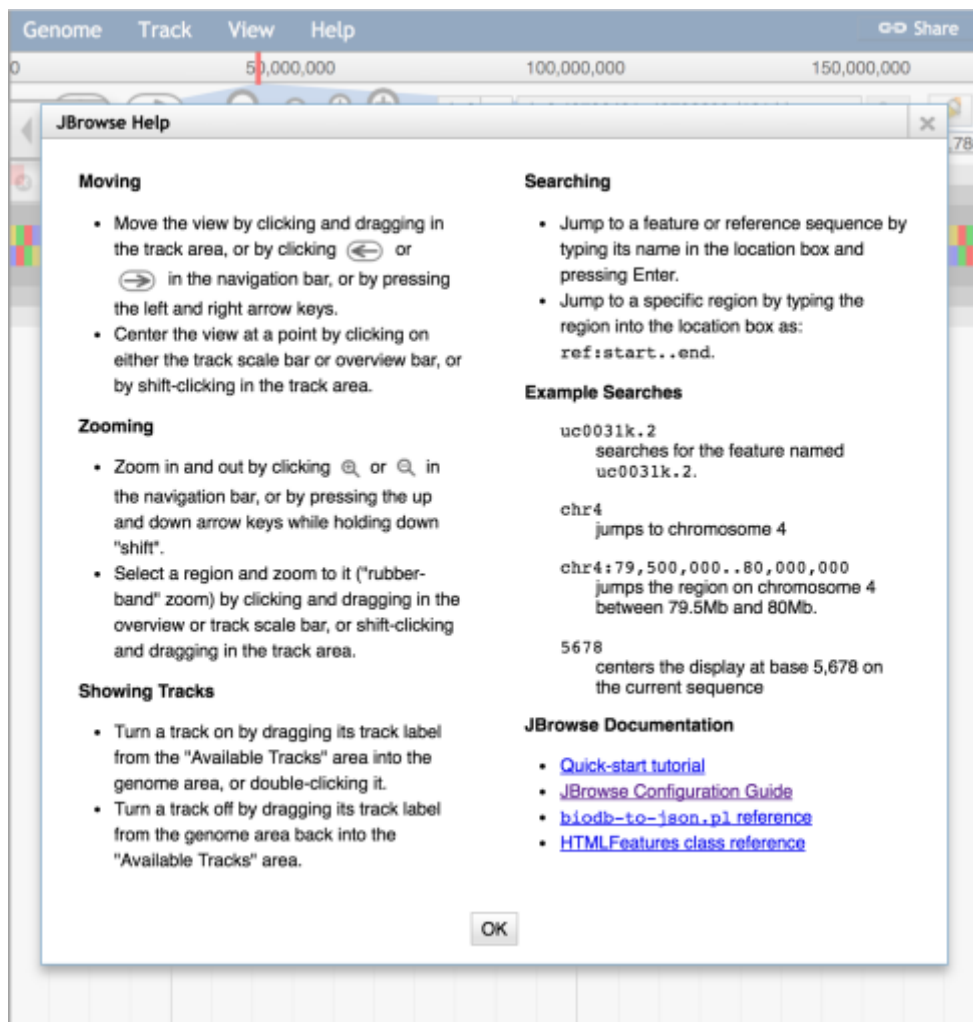 Genome Track View Help Share
0 50,000,000 100,000,000 150,000,000
JBrowse Help
,78
Moving
• Move the view by clicking and dragging in
the track area, or by clicking or
in the navigation bar, or by pressing
the left and right arrow keys.
• Center the view at a point by clicking on
either the track scale bar or overview bar, or
by shift-clicking in the track area.
Zooming
• Zoom in and out by clicking or in
the navigation bar, or by pressing the up
and down arrow keys while holding down
"shift".
• Select a region and zoom to it ("rubber-
band" zoom) by clicking and dragging in the
overview or track scale bar, or shift-clicking
and dragging in the track area.
Showing Tracks
• Turn a track on by dragging its track label
from the "Available Tracks" area into the
genome area, or double-clicking it.
• Turn a track off by dragging its track label
from the genome area back into the
"Available Tracks" area.
Searching
• Jump to a feature or reference sequence by
typing its name in the location box and
pressing Enter.
• Jump to a specific region by typing the
region into the location box as:
ref:start..end.
Example Searches
uc0031k.2
searches for the feature named
uc0031k.2.
chr4
jumps to chromosome 4
chr4:79,500,000..80,000,000
jumps the region on chromosome 4
between 79.5Mb and 80Mb.
5678
centers the display at base 5,678 on
the current sequence
JBrowse Documentation
• Quick-start tutorial
• JBrowse Configuration Guide
• biodb-to-json.pl reference
• HTMLFeatures class reference
OK